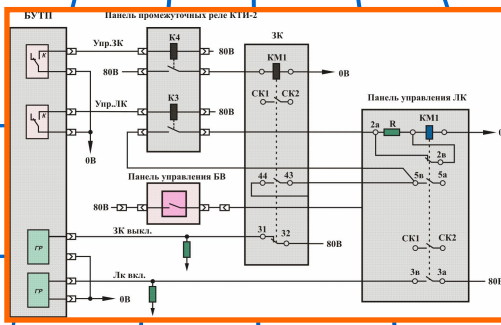 БУТП
Панель промежуточных реле КТИ-2
ЗК
Упр.ЗК
К4
80В
80В
КМ1
0В
К
СК1 СК2
Упр.ЛК
К3
80В
Панель управления ЛК
К
2а R КМ1
0В
2в
Панель управления БВ
44 43
5в 5а
80В
80В
ЗК выкл.
31 32
80В
СК1 СК2
ГР
Лк вкл.
3в 3а
80В
ГР
0В